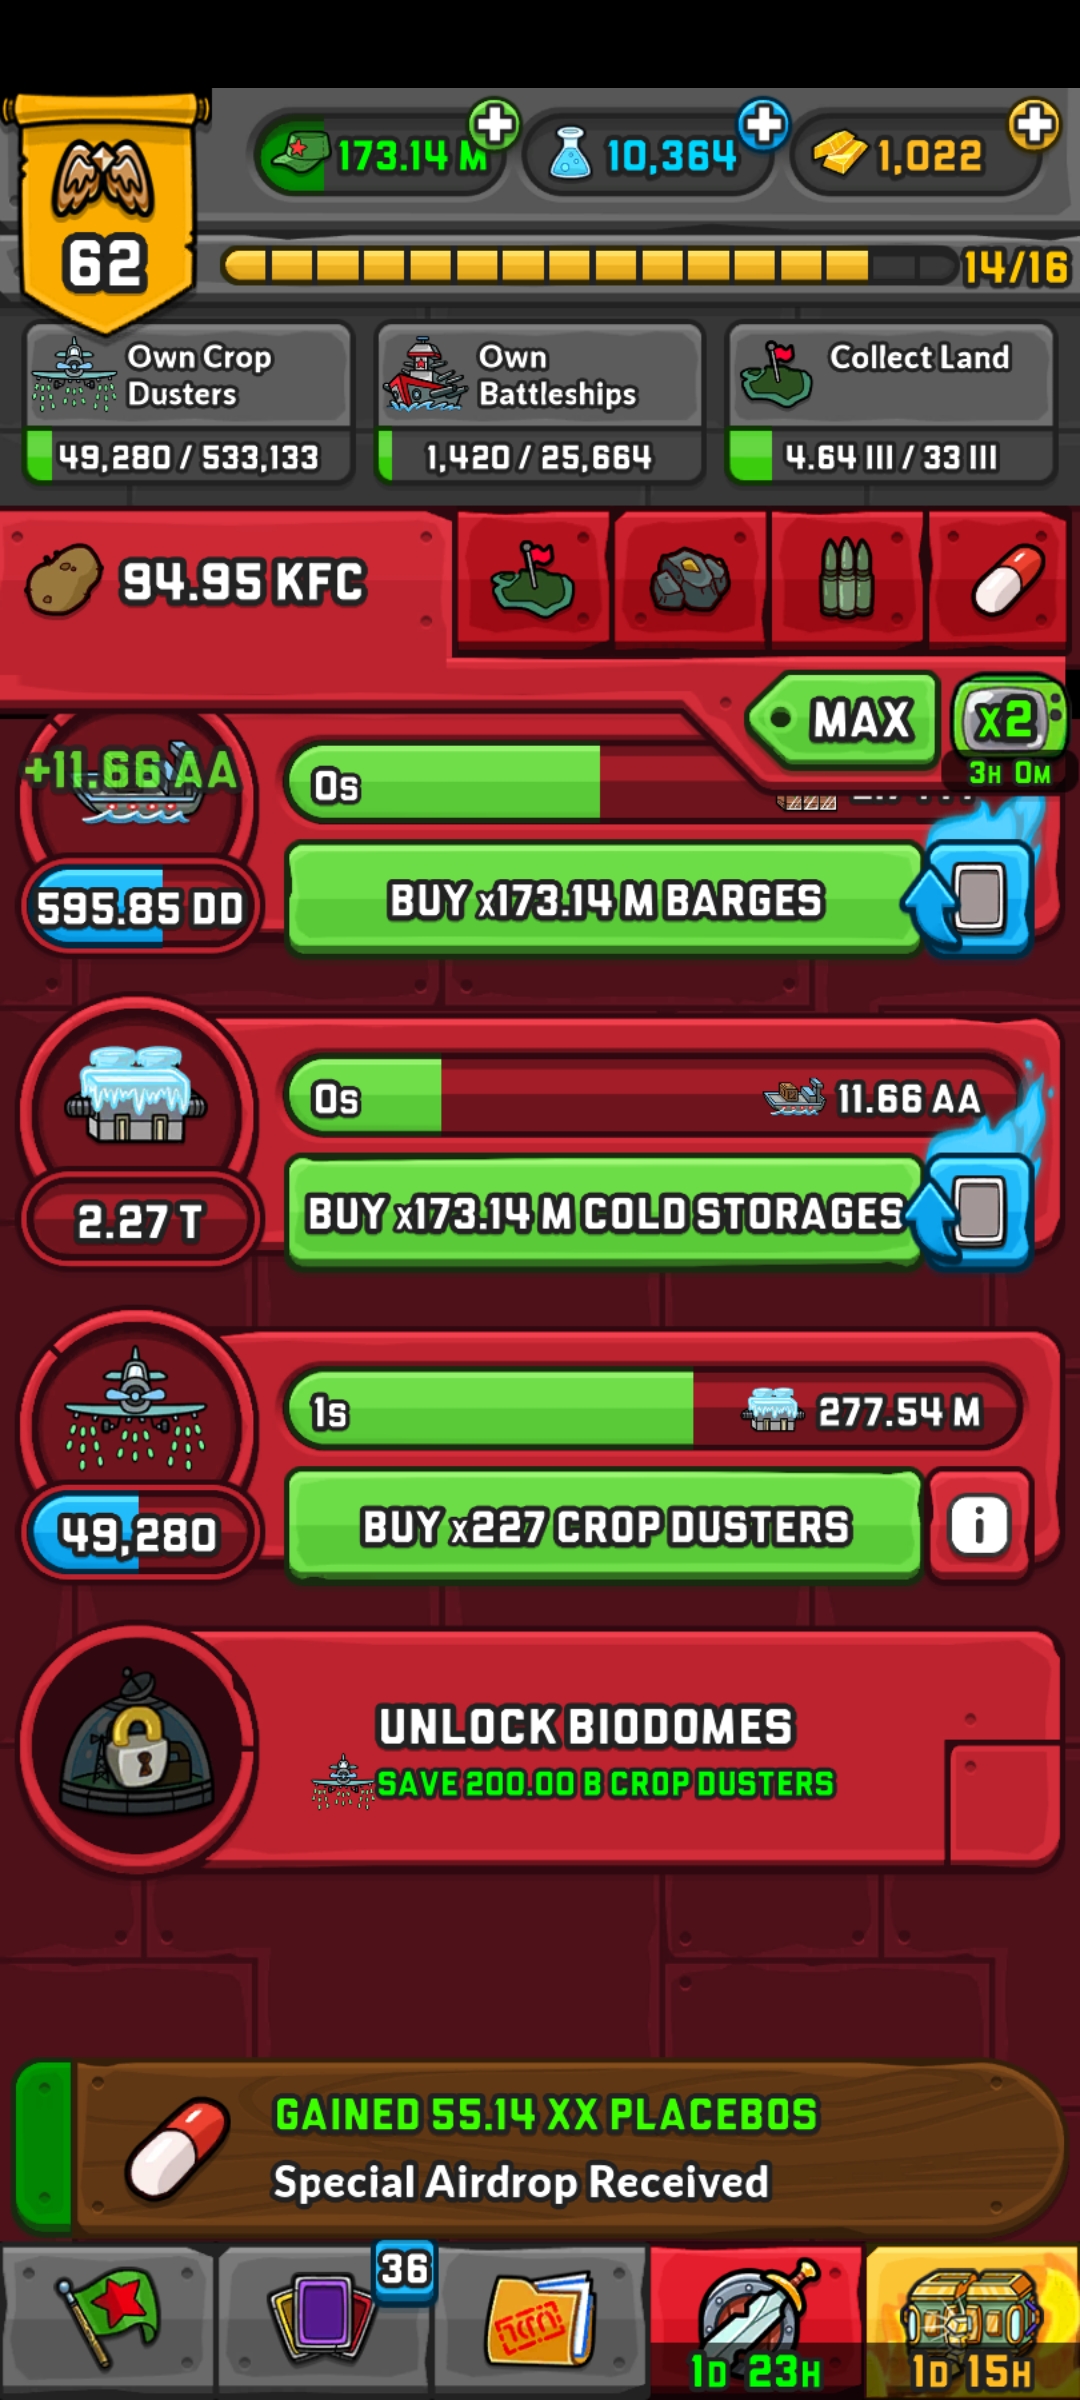 173.14 M
10,364
1,022
62
14/16
Own Crop
Dusters
49,280 / 533,133
Own
Battleships
1,420 / 25,664
Collect Land
4.64 III / 33 III
94.95 KFC
MAX
x2
3H 0M
+11.66 AA
0s
595.85 DD
BUY x173.14 M BARGES
0s
11.66 AA
2.27 T
BUY x173.14 M COLD STORAGES
1s
277.54 M
49,280
BUY x227 CROP DUSTERS
i
UNLOCK BIODOMES
SAVE 200.00 B CROP DUSTERS
GAINED 55.14 XX PLACEBOS
Special Airdrop Received
36
1D 23H
1D 15H